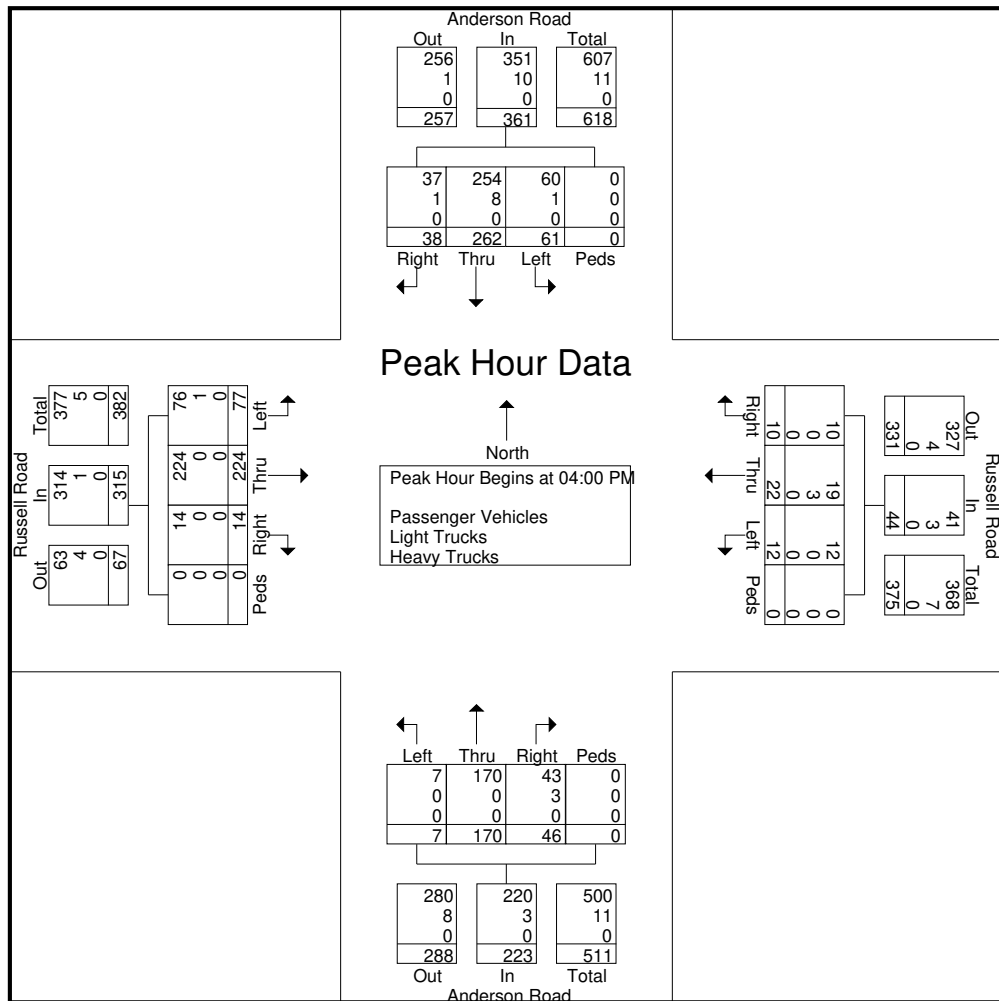 Anderson Road
Out In Total
256 351 607
1 10 11
0 0 0
257 361 618
37 254 60 0
1 8 1 0
0 0 0 0
38 262 61 0
Right Thru Left Peds
Peak Hour Data
North
Peak Hour Begins at 04:00 PM
Passenger Vehicles
Light Trucks
Heavy Trucks
Russell Road
Out In Total
63 314 377
4 1 5
0 0 0
67 315 382
Peds Right Thru Left
0 14 224 76
0 0 0 1
0 0 0 0
0 14 224 77
Russell Road
Out In Total
327 41 368
4 3 7
0 0 0
331 44 375
Right Thru Left Peds
10 19 12 0
0 3 0 0
0 0 0 0
10 22 12 0
Left Thru Right Peds
7 170 43 0
0 0 3 0
0 0 0 0
7 170 46 0
280 220 500
8 3 11
0 0 0
288 223 511
Out In Total
Anderson Road